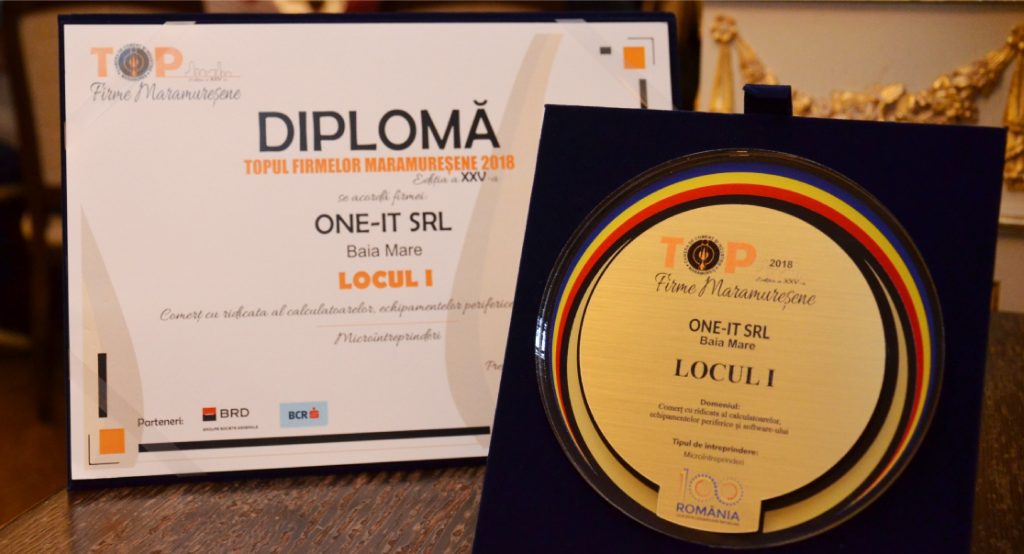 TOP
Firme Maramureșene
DIPLOMĂ
TOPUL FIRMELOR MARAMUREȘENE 2018
Ediția a XXV-a
se acordă firmei
ONE-IT SRL
Baia Mare
LOCUL I
Comerț cu ridicata al calculatoarelor, echipamentelor periferice
Microîntreprinderi
Parteneri:
BRD
GROUPE SOCIETE GENERALE
BCR
TOP
2018
Ediția a XXV-a
Firme Maramureșene
ONE-IT SRL
Baia Mare
LOCUL I
Domeniul:
Comerț cu ridicata al calculatoarelor,
echipamentelor periferice și software-ului
Tipul de întreprindere:
Microîntreprinderi
100
ROMÂNIA